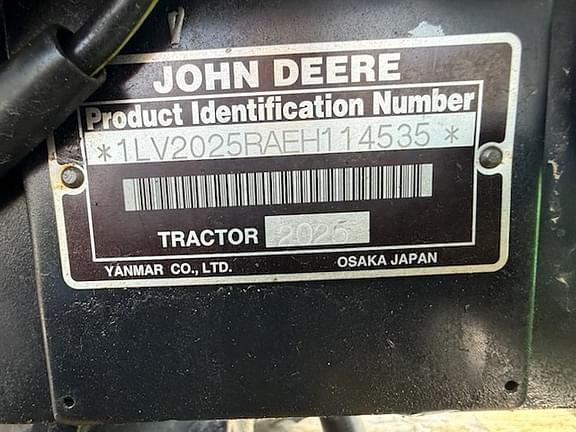 JOHN DEERE
Product Identification Number
*1LV2025RAEH114535*
TRACTOR 2025
YANMAR CO., LTD. OSAKA JAPAN